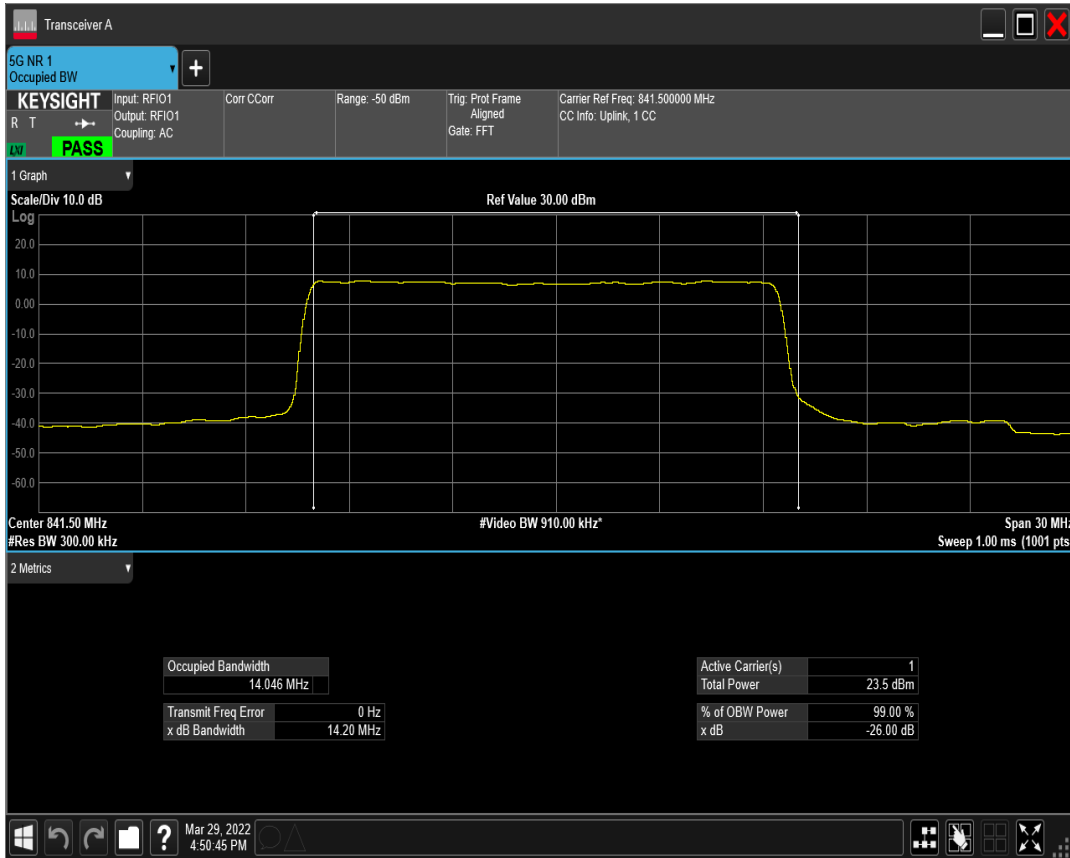 Transceiver A
5G NR 1
Occupied BW
+
KEYSIGHT
R T
LXI
PASS
Input: RFIO1
Output: RFIO1
Coupling: AC
Corr CCorr
Range: -50 dBm
Trig: Prot Frame
Aligned
Gate: FFT
Carrier Ref Freq: 841.500000 MHz
CC Info: Uplink, 1 CC
1 Graph
Scale/Div 10.0 dB
Ref Value 30.00 dBm
Log
20.0
10.0
0.00
-10.0
-20.0
-30.0
-40.0
-50.0
-60.0
Center 841.50 MHz
#Video BW 910.00 kHz*
Span 30 MHz
#Res BW 300.00 kHz
Sweep 1.00 ms (1001 pts
2 Metrics
Occupied Bandwidth
14.046 MHz
Transmit Freq Error 0 Hz
x dB Bandwidth 14.20 MHz
Active Carrier(s) 1
Total Power 23.5 dBm
% of OBW Power 99.00 %
x dB -26.00 dB
?
Mar 29, 2022
4:50:45 PM